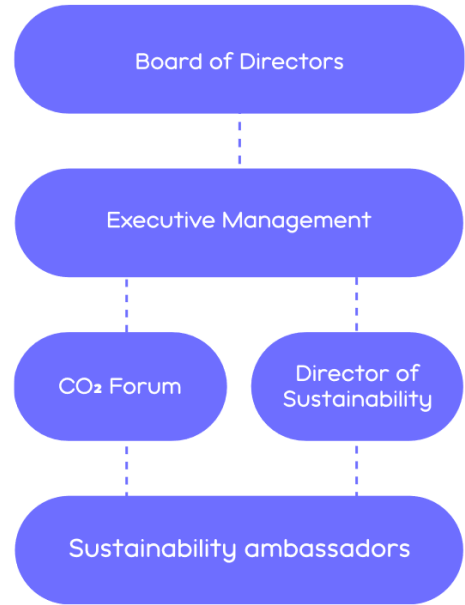 Board of Directors
Executive Management
CO₂ Forum
Director of
Sustainability
Sustainability ambassadors